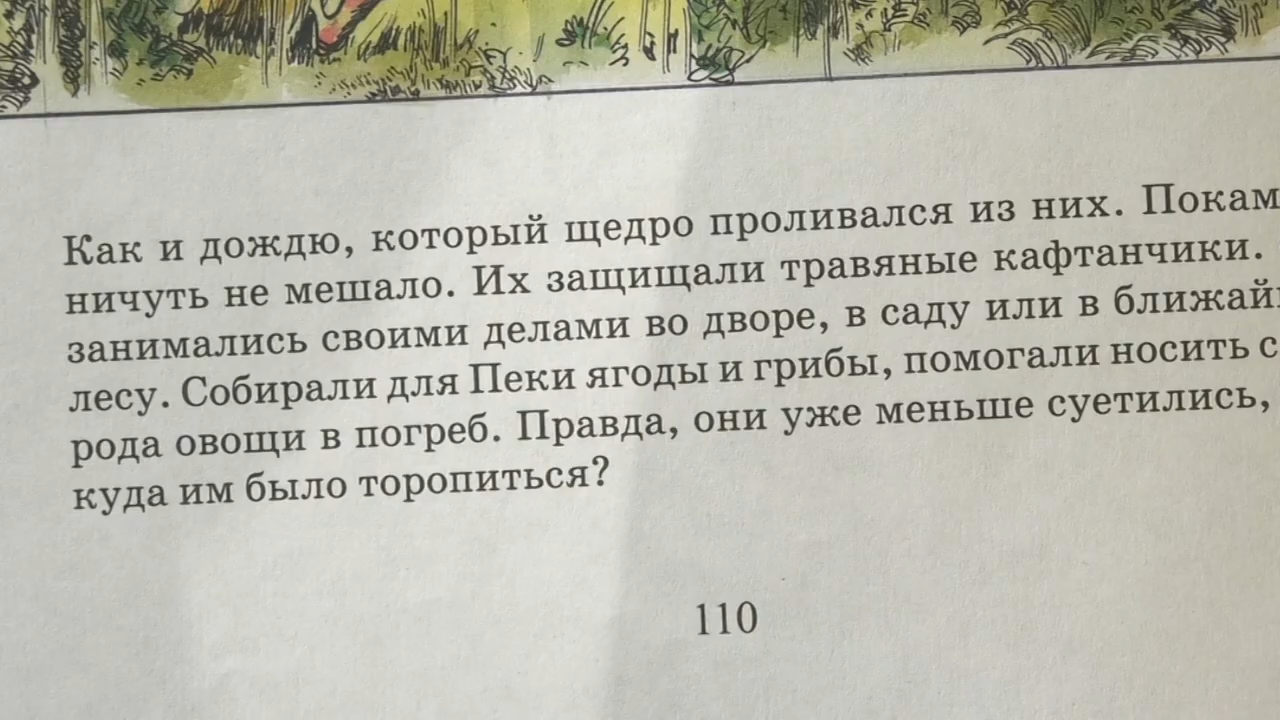 Как и дождю, который щедро проливался из них. Покам
ничуть не мешало. Их защищали травяные кафтанчики.
занимались своими делами во дворе, в саду или в ближай
лесу. Собирали для Пеки ягоды и грибы, помогали носить с
рода овощи в погреб. Правда, они уже меньше суетились,
куда им было торопиться?
110